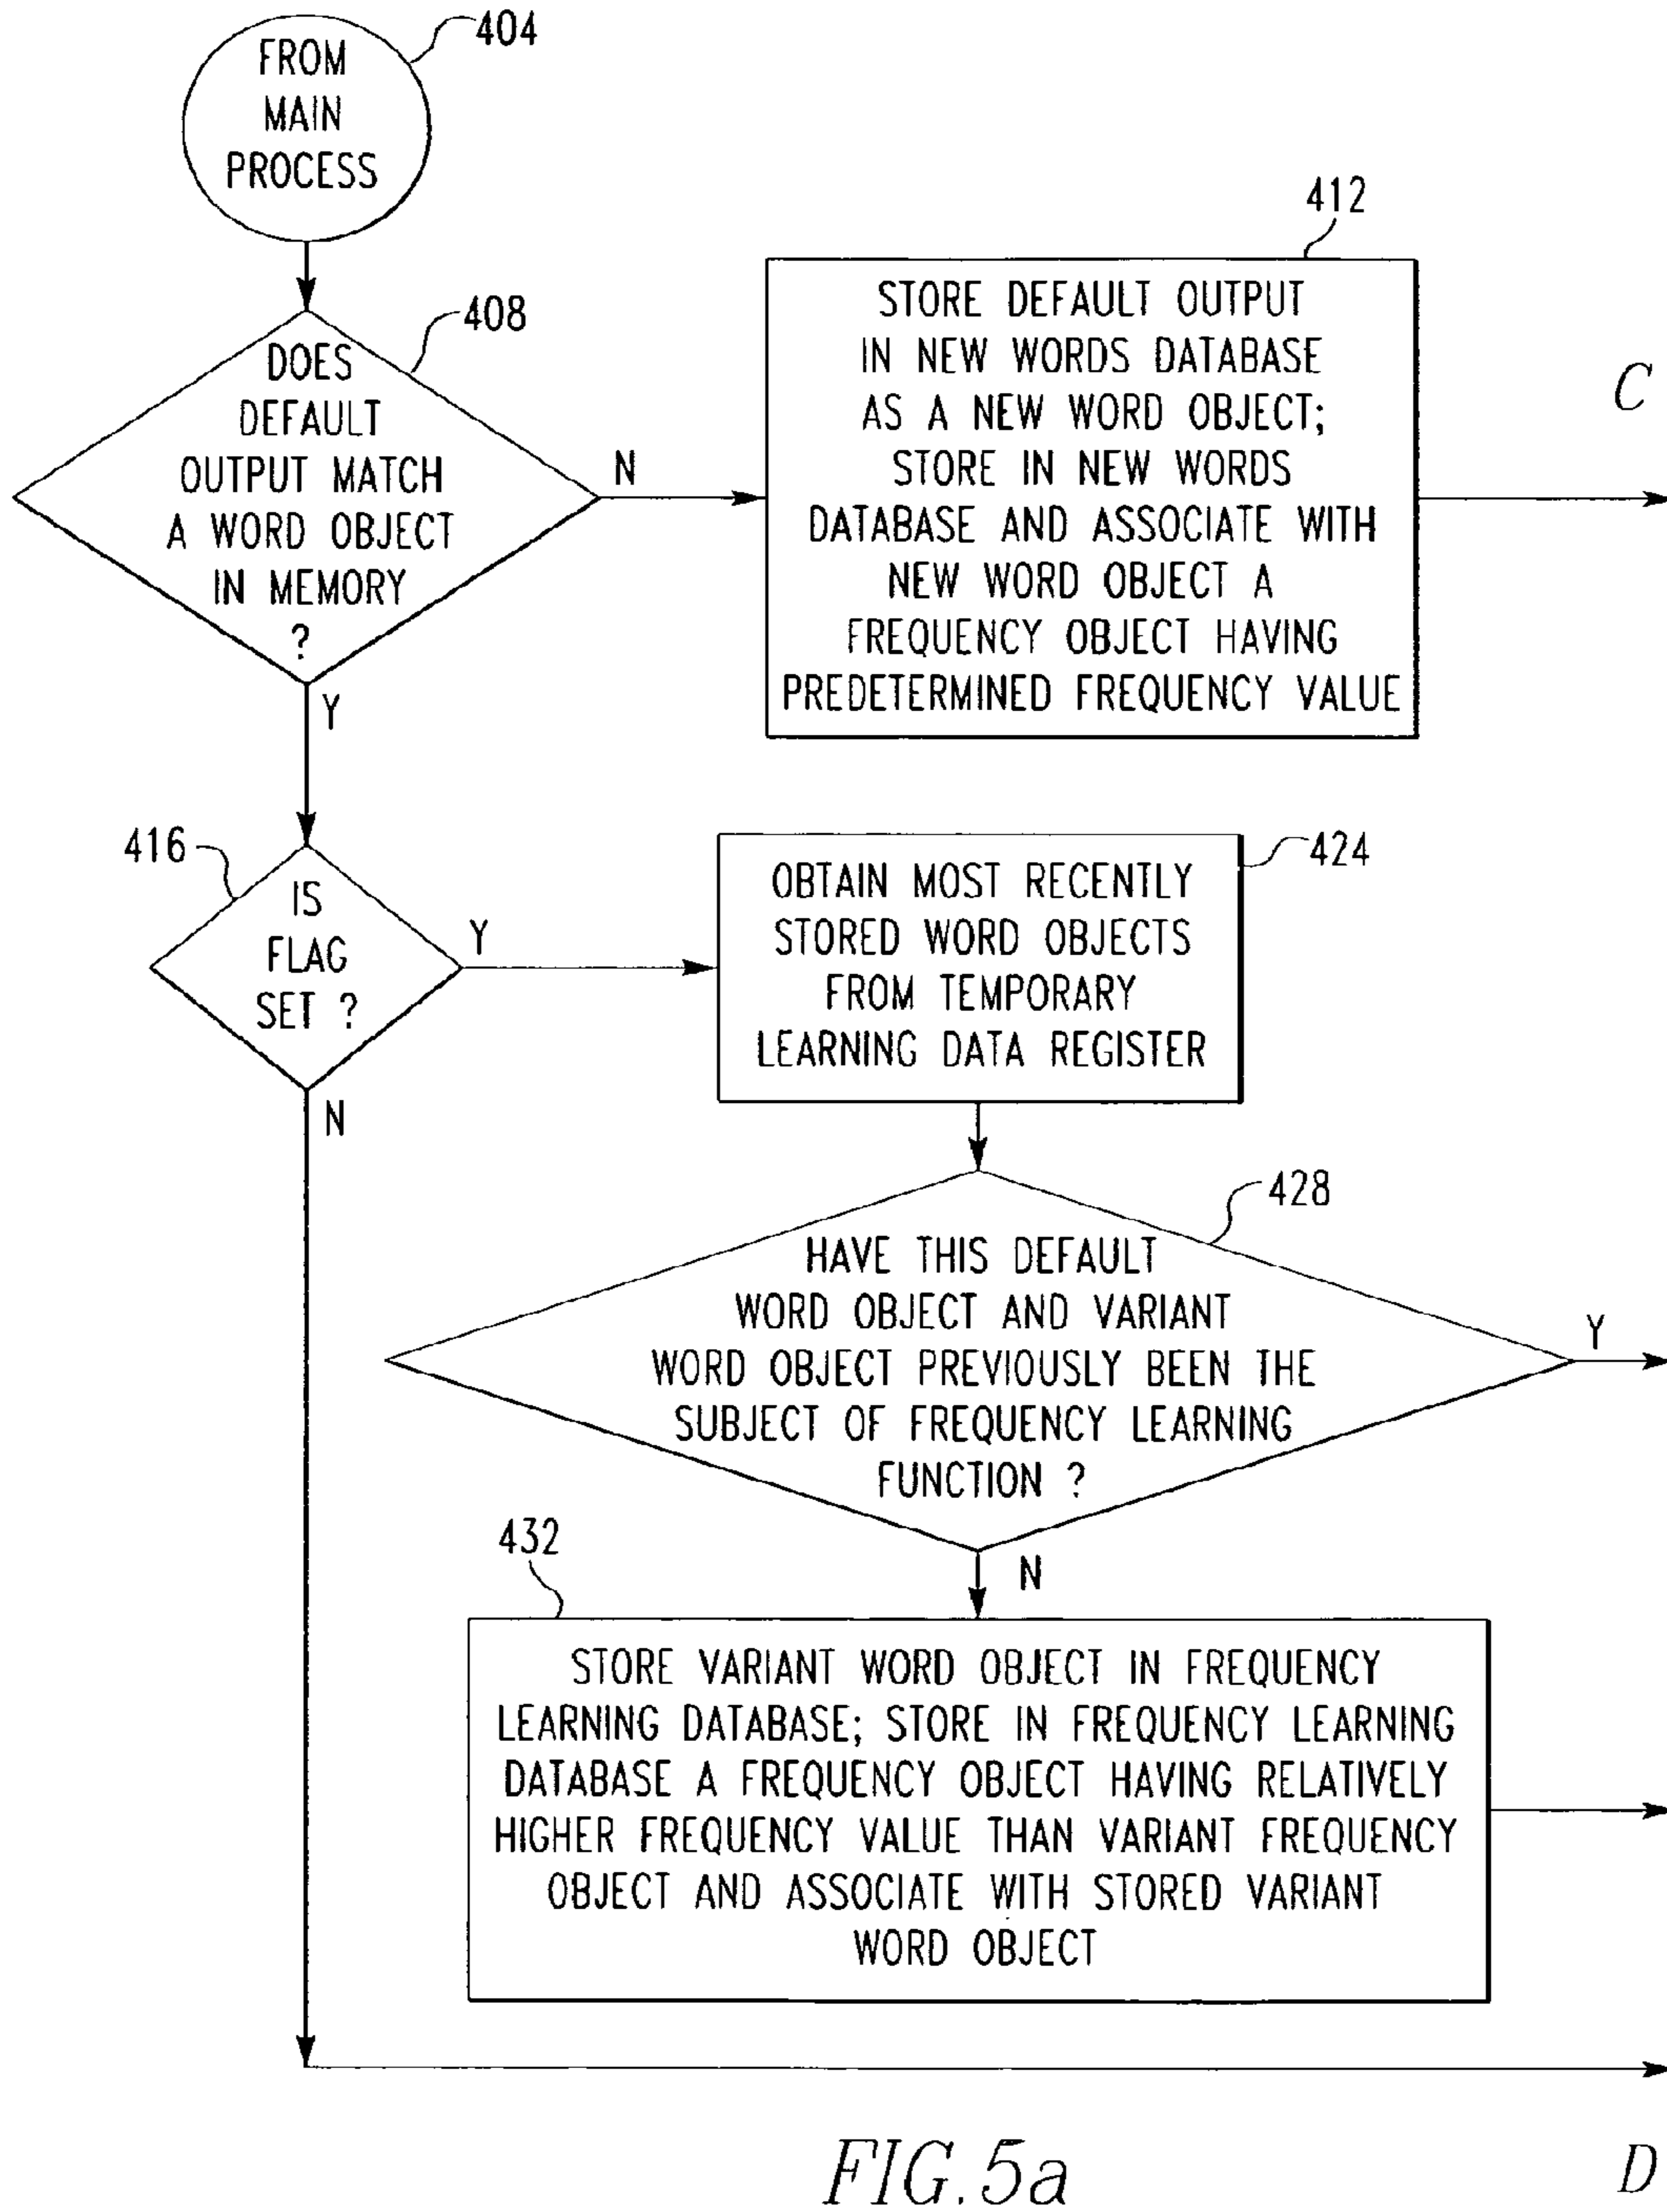 404
FROM
MAIN
PROCESS
408
DOES
DEFAULT
OUTPUT MATCH
A WORD OBJECT
IN MEMORY
?
N
Y
412
STORE DEFAULT OUTPUT
IN NEW WORDS DATABASE
AS A NEW WORD OBJECT;
STORE IN NEW WORDS
DATABASE AND ASSOCIATE WITH
NEW WORD OBJECT A
FREQUENCY OBJECT HAVING
PREDETERMINED FREQUENCY VALUE
C
416
IS
FLAG
SET ?
Y
N
424
OBTAIN MOST RECENTLY
STORED WORD OBJECTS
FROM TEMPORARY
LEARNING DATA REGISTER
428
HAVE THIS DEFAULT
WORD OBJECT AND VARIANT
WORD OBJECT PREVIOUSLY BEEN THE
SUBJECT OF FREQUENCY LEARNING
FUNCTION ?
Y
N
432
STORE VARIANT WORD OBJECT IN FREQUENCY
LEARNING DATABASE; STORE IN FREQUENCY LEARNING
DATABASE A FREQUENCY OBJECT HAVING RELATIVELY
HIGHER FREQUENCY VALUE THAN VARIANT FREQUENCY
OBJECT AND ASSOCIATE WITH STORED VARIANT
WORD OBJECT
FIG.5a
D